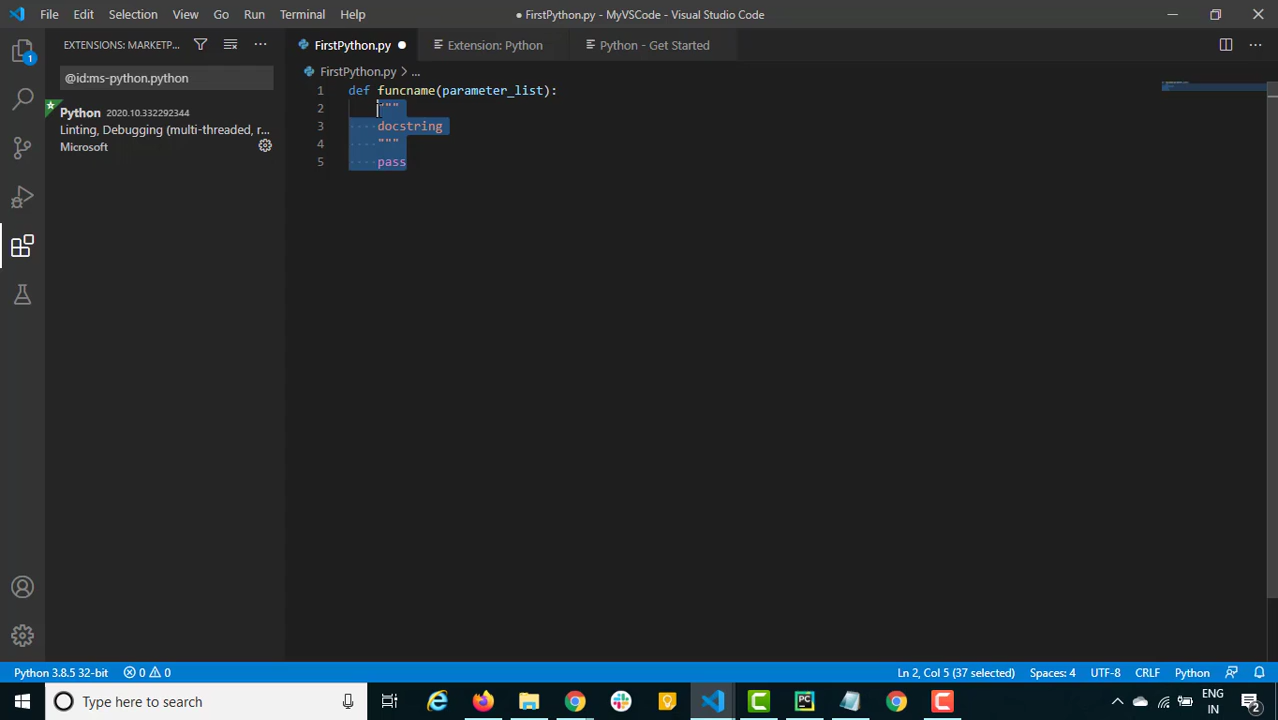 File Edit Selection View Go Run Terminal Help
● FirstPython.py - MyVSCode - Visual Studio Code
EXTENSIONS: MARKETP...
FirstPython.py
Extension: Python
Python - Get Started
@id:ms-python.python
FirstPython.py > ...
Python 2020.10.332292344
Linting, Debugging (multi-threaded, r...
Microsoft
1 def funcname(parameter_list):
2 """
3 ····docstring
4 ····"""
5 ····pass
1
Python 3.8.5 32-bit
0 0
Ln 2, Col 5 (37 selected)
Spaces: 4
UTF-8
CRLF
Python
Type here to search
ENG
IN
2